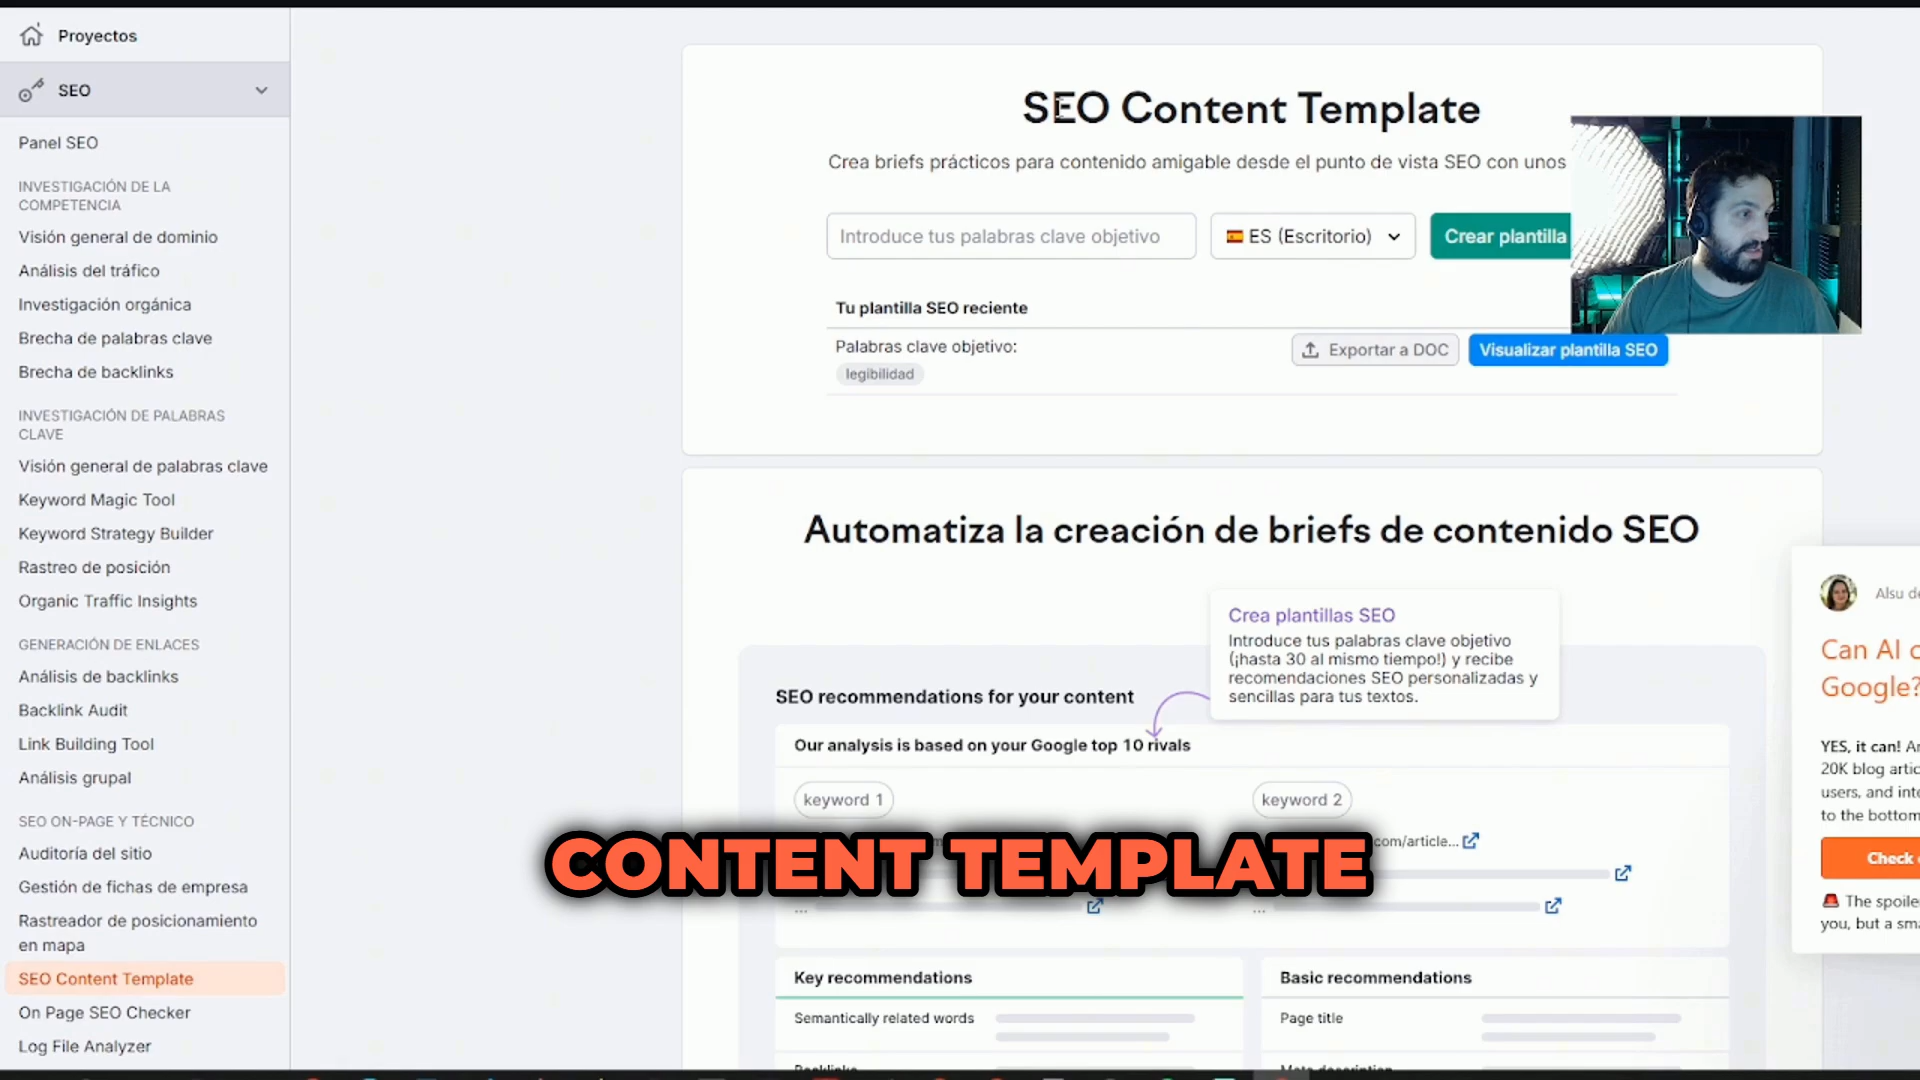 Proyectos
SEO
Panel SEO
INVESTIGACIÓN DE LA
COMPETENCIA
Visión general de dominio
Análisis del tráfico
Investigación orgánica
Brecha de palabras clave
Brecha de backlinks
INVESTIGACIÓN DE PALABRAS
CLAVE
Visión general de palabras clave
Keyword Magic Tool
Keyword Strategy Builder
Rastreo de posición
Organic Traffic Insights
GENERACIÓN DE ENLACES
Análisis de backlinks
Backlink Audit
Link Building Tool
Análisis grupal
SEO ON-PAGE Y TÉCNICO
Auditoría del sitio
Gestión de fichas de empresa
Rastreador de posicionamiento
en mapa
SEO Content Template
On Page SEO Checker
Log File Analyzer
SEO Content Template
Crea briefs prácticos para contenido amigable desde el punto de vista SEO con unos
Introduce tus palabras clave objetivo
ES (Escritorio)
Crear plantilla
Tu plantilla SEO reciente
Palabras clave objetivo:
legibilidad
Exportar a DOC
Visualizar plantilla SEO
Automatiza la creación de briefs de contenido SEO
Crea plantillas SEO
Introduce tus palabras clave objetivo
(¡hasta 30 al mismo tiempo!) y recibe
recomendaciones SEO personalizadas y
sencillas para tus textos.
SEO recommendations for your content
Our analysis is based on your Google top 10 rivals
keyword 1
keyword 2
com/article...
CONTENT TEMPLATE
...
...
Key recommendations
Semantically related words
Basic recommendations
Page title
Alsu de
Can AI
Google?
YES, it can!
20K blog artic
users, and inte
to the bottom
Check
The spoile
you, but a sma